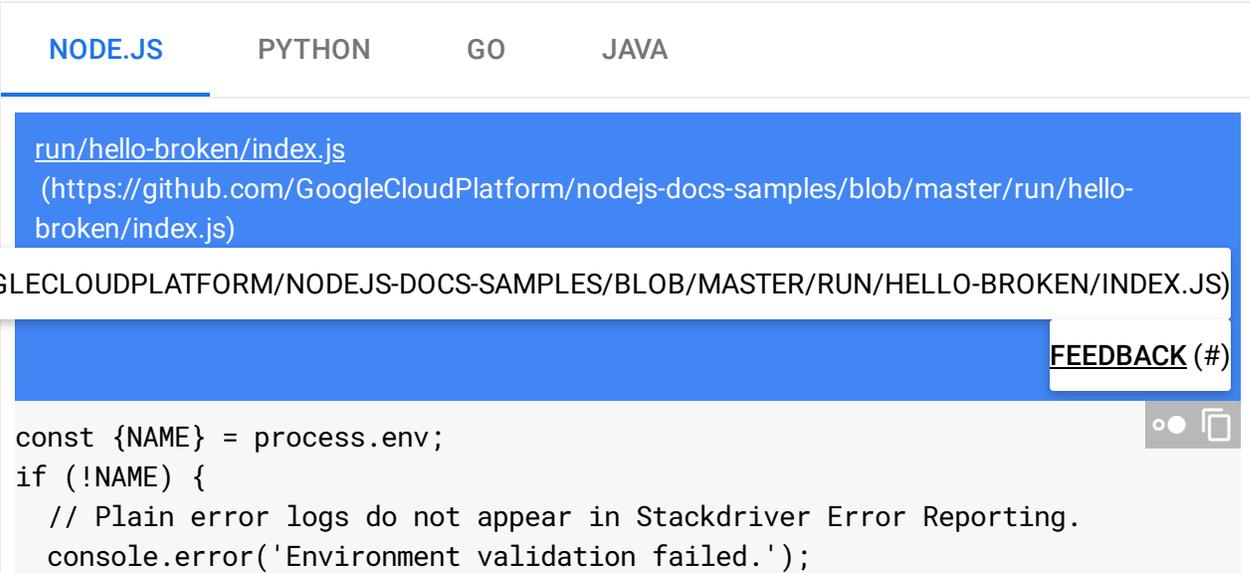 NODE.JS PYTHON GO JAVA
run/hello-broken/index.js
(https://github.com/GoogleCloudPlatform/nodejs-docs-samples/blob/master/run/hello-
broken/index.js)
GLECLOUDPLATFORM/NODEJS-DOCS-SAMPLES/BLOB/MASTER/RUN/HELLO-BROKEN/INDEX.JS)
FEEDBACK (#)
const {NAME} = process.env;
if (!NAME) {
  // Plain error logs do not appear in Stackdriver Error Reporting.
  console.error('Environment validation failed.');